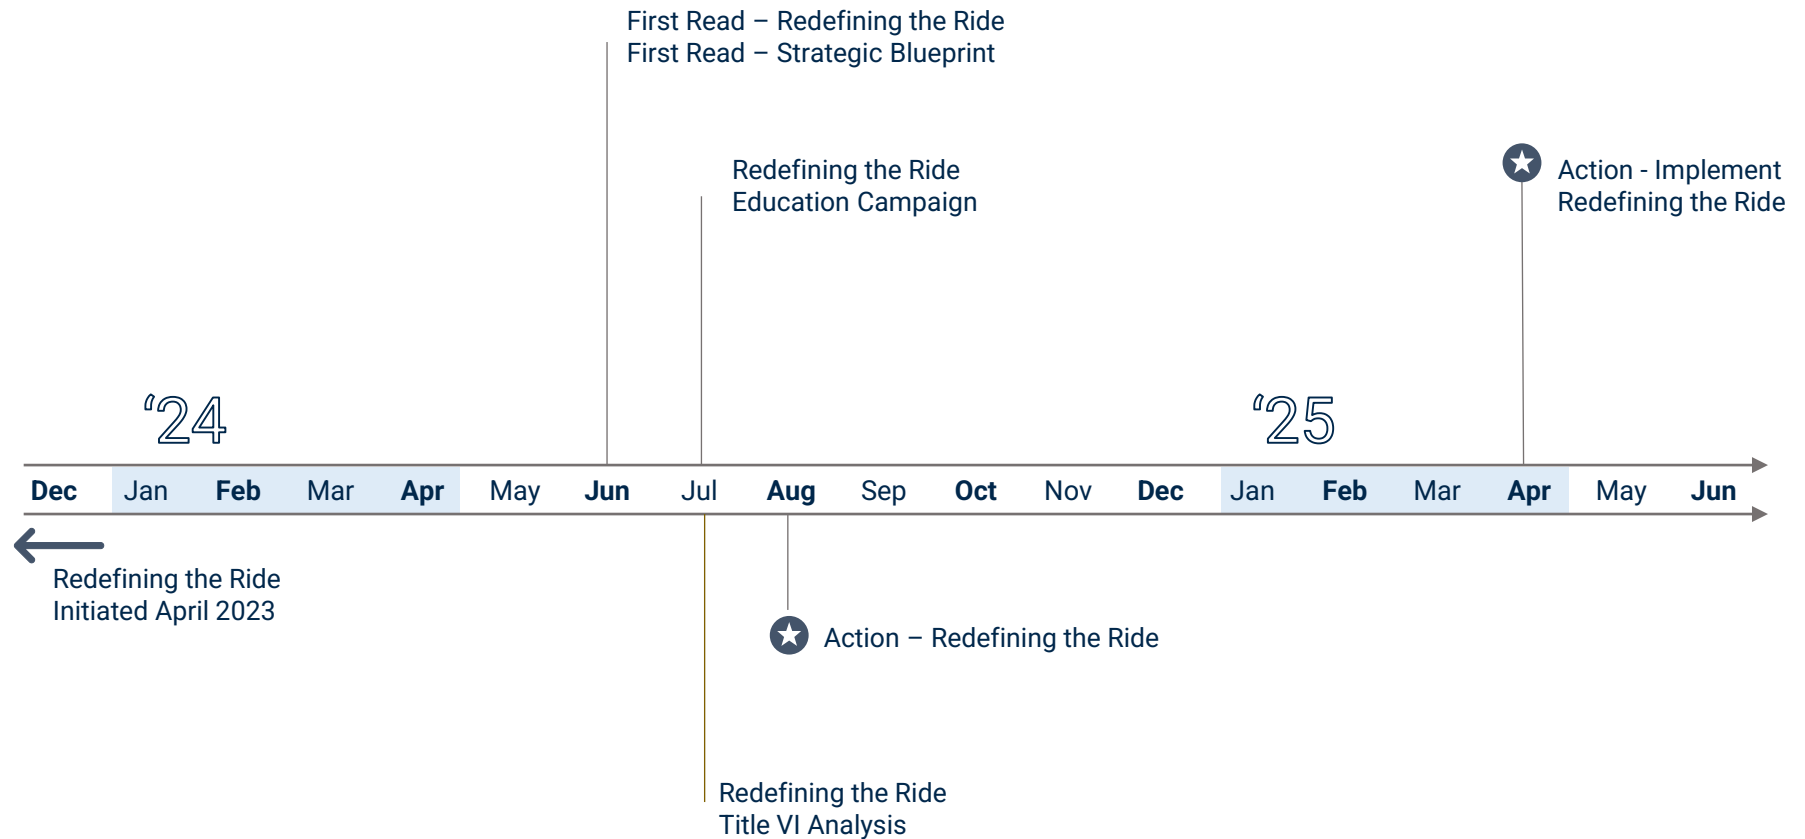 First Read – Redefining the Ride
First Read – Strategic Blueprint
Redefining the Ride
Education Campaign
Action - Implement
Redefining the Ride
‘24
‘25
Dec Jan Feb Mar Apr May Jun Jul Aug Sep Oct Nov Dec Jan Feb Mar Apr May Jun
Redefining the Ride
Initiated April 2023
Action – Redefining the Ride
Redefining the Ride
Title VI Analysis